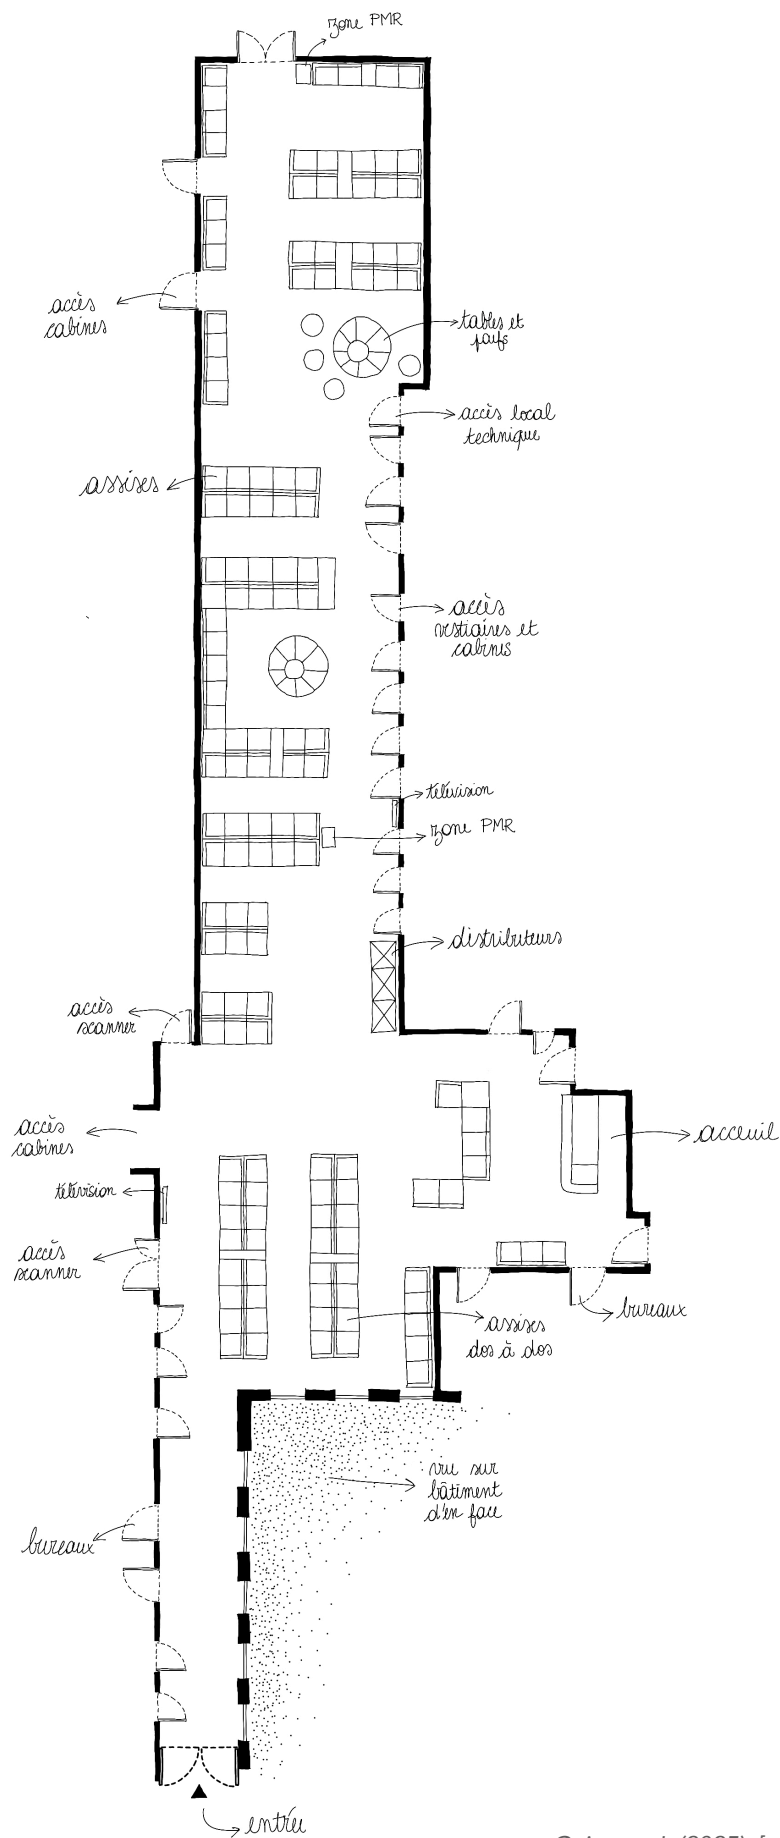 zone PMR
accès
cabines
tables et
poufs
accès local
technique
assises
accès
vestiaires et
cabines
télévision
zone PMR
distributeurs
accès
scanner
accès
cabines
acceuil
télévision
accès
scanner
bureaux
assises
dos à dos
vue sur
bâtiment
d'en face
bureaux
entrée